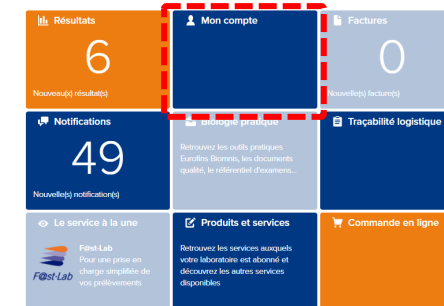 Résultats
6
Nouveau(x) résultat(s)
Mon compte
Factures
0
Nouvelle(s) facture(s)
Notifications
49
Nouvelle(s) notification(s)
Biologie pratique
Retrouvez les outils pratiques
Eurofins Biomnis, les documents
qualité, le référentiel d'examens...
Traçabilité logistique
Le service à la une
F@st-Lab
F@st-Lab
Pour une prise en
charge simplifiée de
vos prélèvements
Produits et services
Retrouvez les services auxquels
votre laboratoire est abonné et
découvrez les autres services
disponibles
Commande en ligne